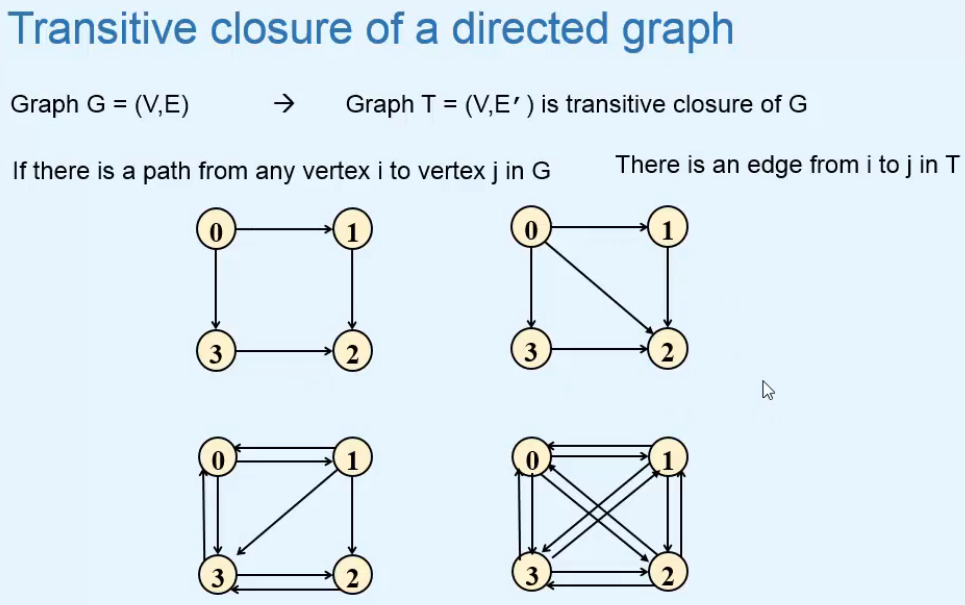 Transitive closure of a directed graph
Graph G = (V,E) → Graph T = (V,E′ ) is transitive closure of G
If there is a path from any vertex i to vertex j in G There is an edge from i to j in T
0 1 0 1
3 2 3 2
0 1 0 1
3 2 3 2